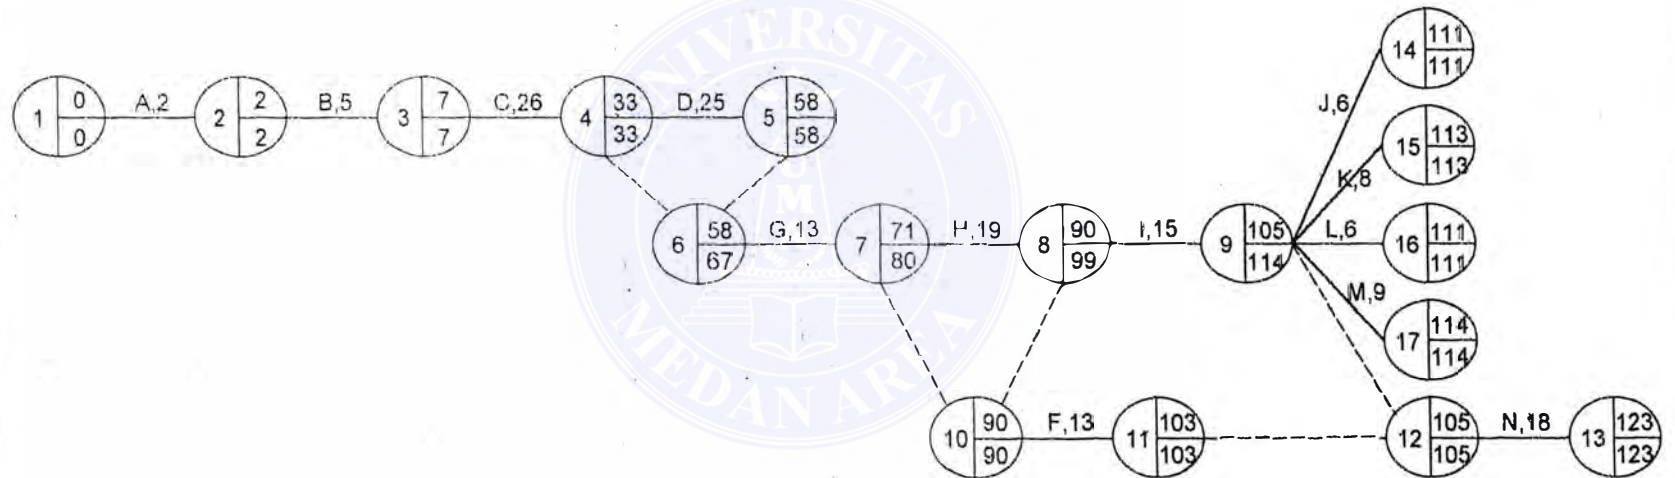 14 111
111
1 0
0
A,2
2 2
2
B,5
3 7
7
C,26
4 33
33
D,25
5 58
58
J,6
15 113
113
K,8
6 58
67
G,13
7 71
80
H,19
8 90
99
I,15
9 105
114
L,6
16 111
111
M,9
17 114
114
10 90
90
F,13
11 103
103
12 105
105
N,18
13 123
123
UNIVERSITAS
UMA
MEDAN AREA